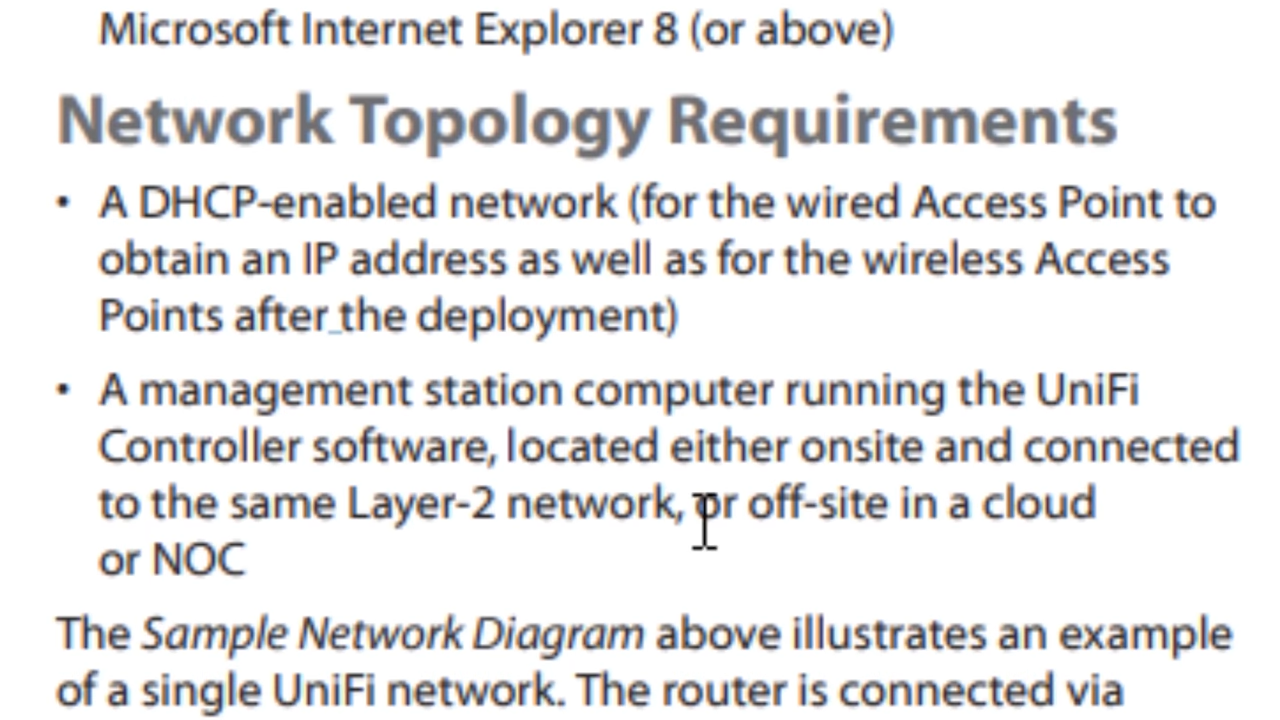 Microsoft Internet Explorer 8 (or above)
Network Topology Requirements
• A DHCP-enabled network (for the wired Access Point to
obtain an IP address as well as for the wireless Access
Points after the deployment)
• A management station computer running the UniFi
Controller software, located either onsite and connected
to the same Layer-2 network, or off-site in a cloud
or NOC
The Sample Network Diagram above illustrates an example
of a single UniFi network. The router is connected via